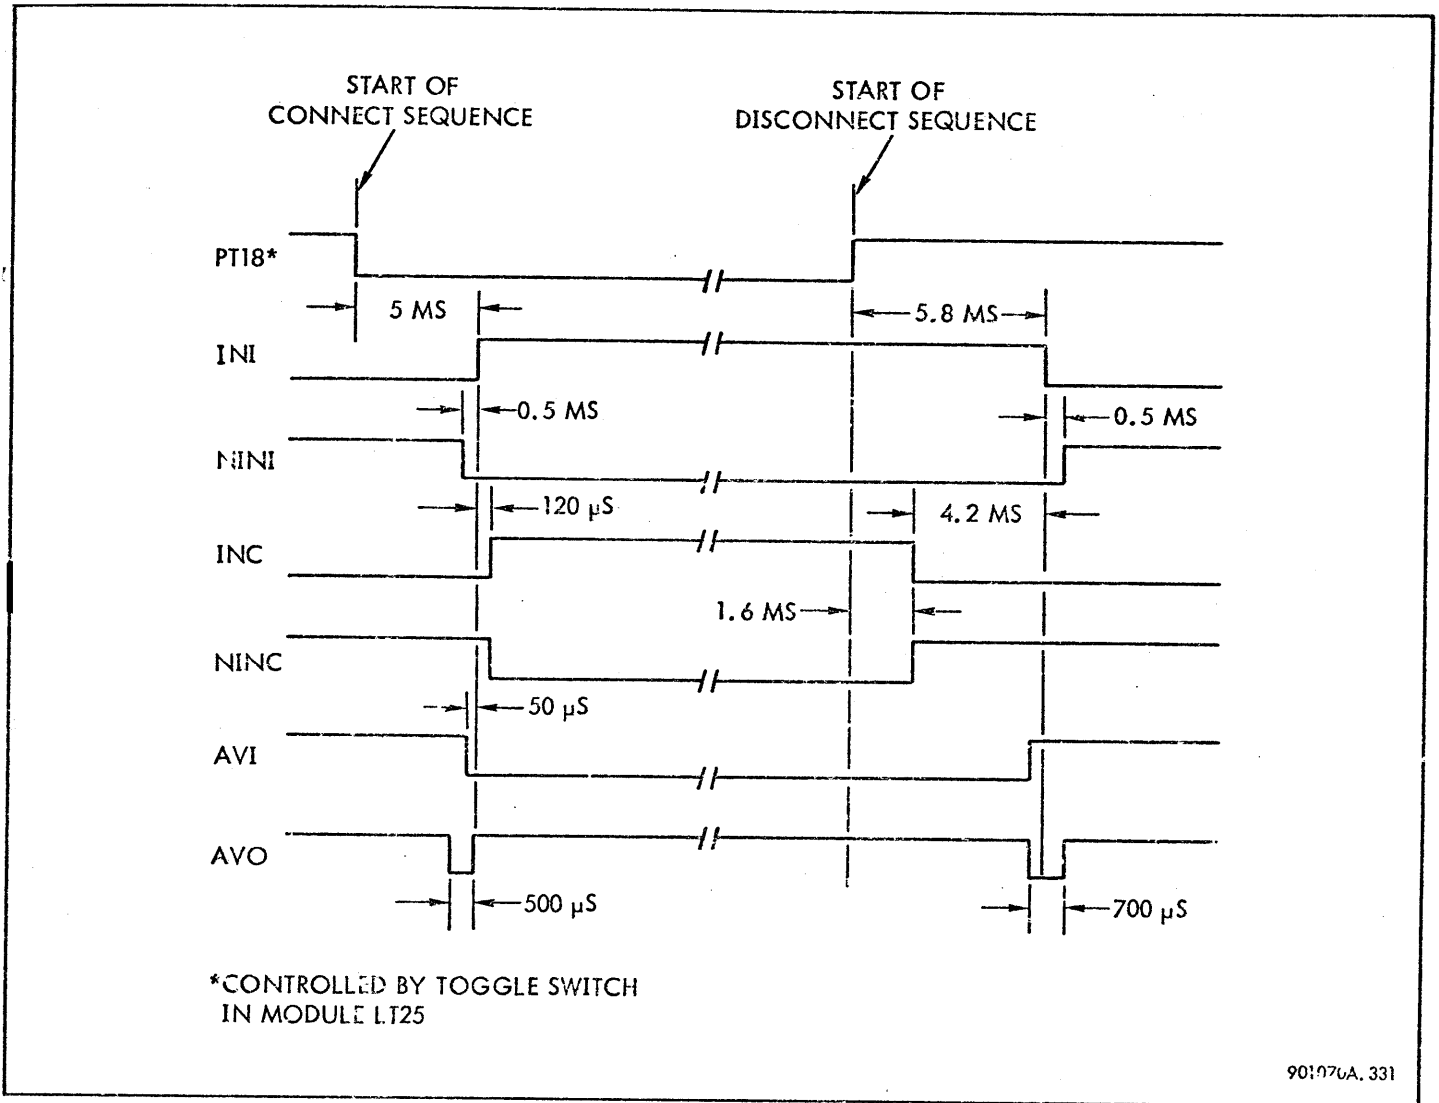 START OF
CONNECT SEQUENCE
START OF
DISCONNECT SEQUENCE
PT18*
5 MS
5.8 MS
INI
0.5 MS
0.5 MS
NINI
120 µS
4.2 MS
INC
1.6 MS
NINC
50 µS
AVI
AVO
500 µS
700 µS
*CONTROLLED BY TOGGLE SWITCH
IN MODULE LT25